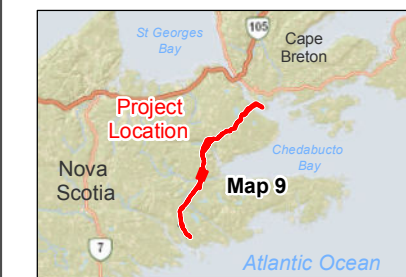 105
St Georges
Bay
Cape
Breton
Project
Location
Chedabucto
Bay
Nova
Scotia
Map 9
7
Atlantic Ocean